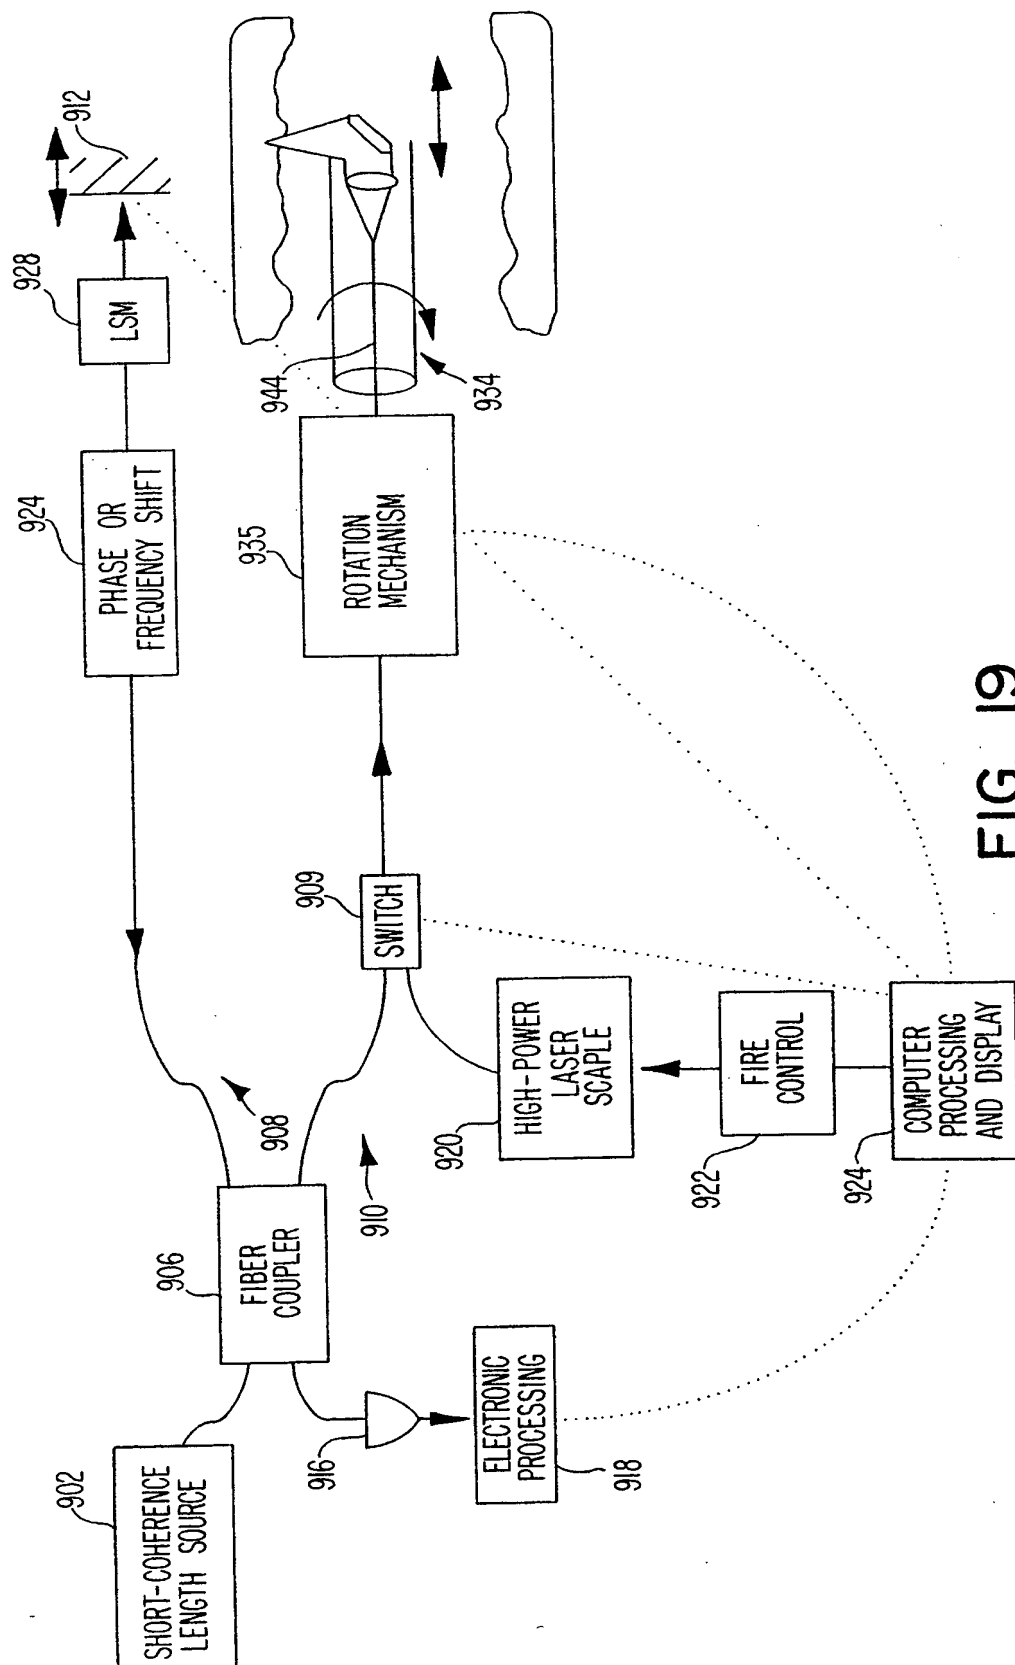 924
928
912
902
PHASE OR
FREQUENCY SHIFT
LSM
SHORT-COHERENCE
LENGTH SOURCE
906
FIBER
COUPLER
908
935
944
916
910
909
SWITCH
ROTATION
MECHANISM
934
920
ELECTRONIC
PROCESSING
HIGH-POWER
LASER
SCAPLE
918
922
FIRE
CONTROL
924
COMPUTER
PROCESSING
AND DISPLAY
FIG 19